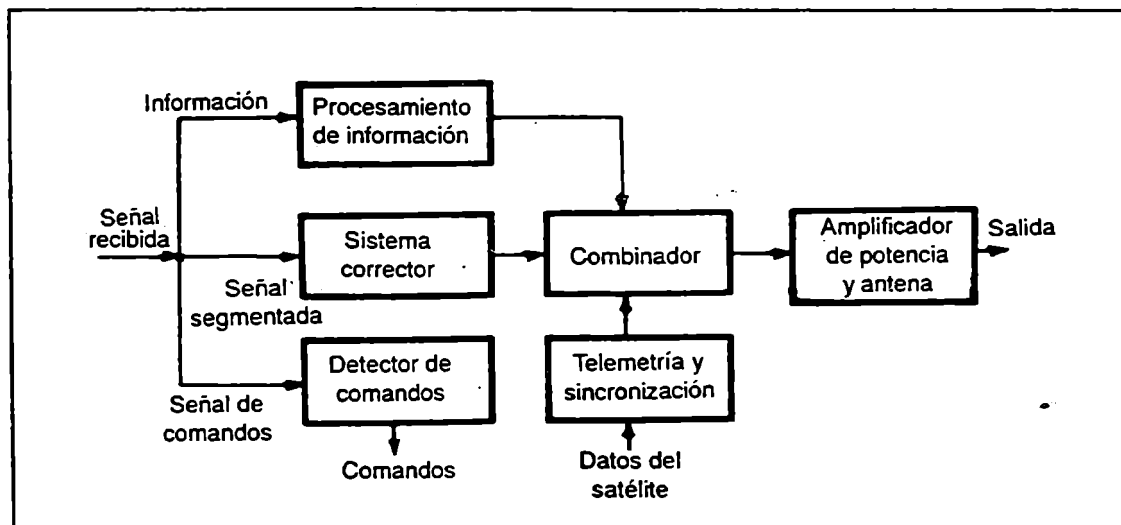 Información
Procesamiento
de información
Señal
recibida
Sistema
corrector
Señal
segmentada
Combinador
Amplificador
de potencia
y antena
Salida
Detector de
comandos
Señal de
comandos
Comandos
Telemetría y
sincronización
Datos del
satélite